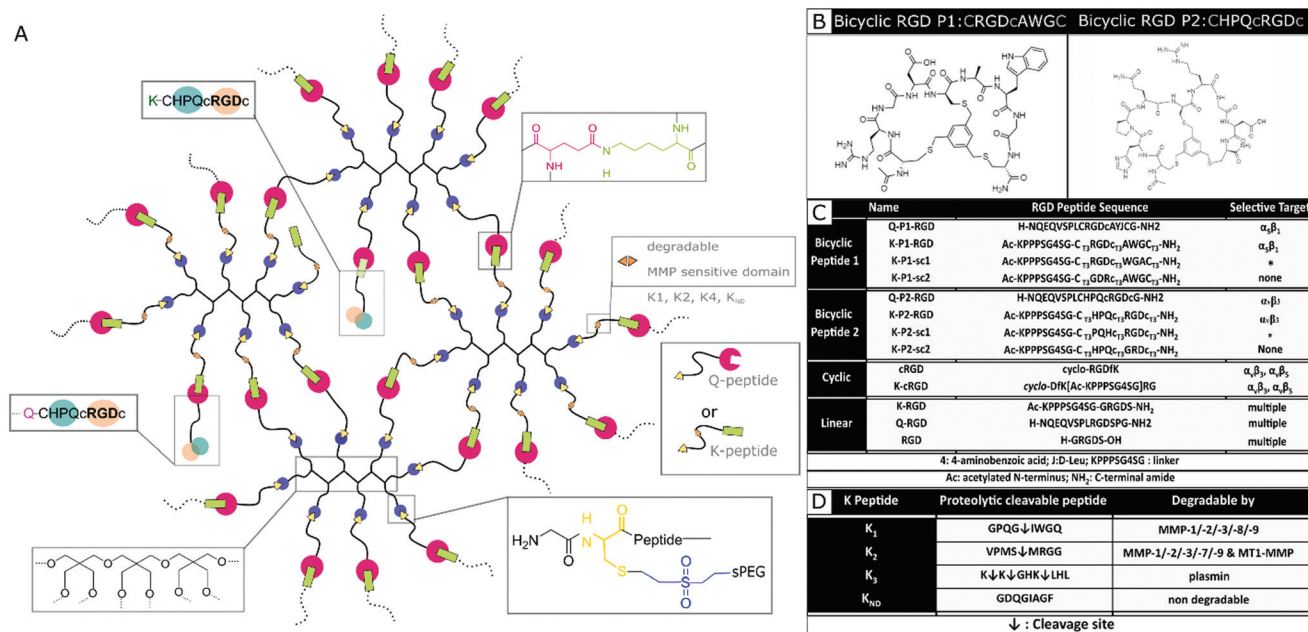 A
K-CHPQcRGDc
O
O
NH
N
H
HN
O
degradable
MMP sensitive domain
K1, K2, K4, KND
Q-peptide
or
K-peptide
Q-CHPQcRGDc
H2N
O
H
N
O
Peptide
S
O
S
O
sPEG
B
Bicyclic RGD P1:CRGDcAWGC
Bicyclic RGD P2:CHPQcRGDc
C
Name RGD Peptide Sequence Selective Target
Bicyclic Peptide 1
Q-P1-RGD H-NQEQVSPLCRGDcAYJCG-NH2 α5β1
K-P1-RGD Ac-KPPPSG4SG-C T3RGDcT3AWGCT3-NH2 α5β1
K-P1-sc1 Ac-KPPPSG4SG-C T3RGDcT3WGACT3-NH2 *
K-P1-sc2 Ac-KPPPSG4SG-C T3GDRcT3AWGCT3-NH2 none
Bicyclic Peptide 2
Q-P2-RGD H-NQEQVSPLCHPQcRGDcG-NH2 αvβ3
K-P2-RGD Ac-KPPPSG4SG-C T3HPQcT3RGDcT3-NH2 αvβ3
K-P2-sc1 Ac-KPPPSG4SG-C T3PQHcT3RGDcT3-NH2 *
K-P2-sc2 Ac-KPPPSG4SG-C T3HPQcT3GRDcT3-NH2 None
Cyclic
cRGD cyclo-RGDfK αvβ3, αvβ5
K-cRGD cyclo-DfK[Ac-KPPPSG4SG]RG αvβ3, αvβ5
Linear
K-RGD Ac-KPPPSG4SG-GRGDS-NH2 multiple
Q-RGD H-NQEQVSPLRGDSPG-NH2 multiple
RGD H-GRGDS-OH multiple
4: 4-aminobenzoic acid; J:D-Leu; KPPPSG4SG : linker
Ac: acetylated N-terminus; NH2: C-terminal amide
D
K Peptide Proteolytic cleavable peptide Degradable by
K1 GPQG↓IWGQ MMP-1/-2/-3/-8/-9
K2 VPMS↓MRGG MMP-1/-2/-3/-7/-9 & MT1-MMP
K3 K↓K↓GHK↓LHL plasmin
KND GDQGIAGF non degradable
↓ : Cleavage site